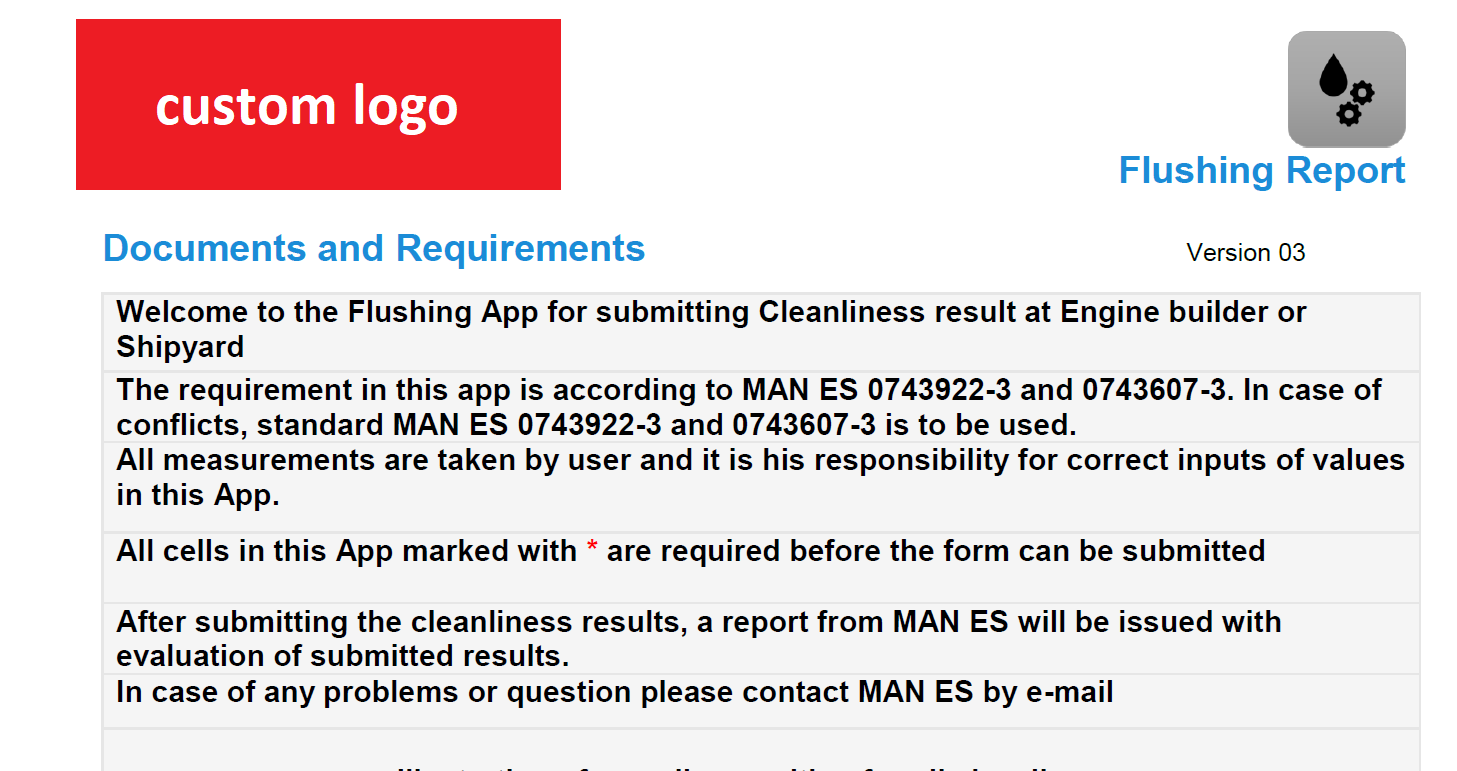 custom logo
Flushing Report
Documents and Requirements
Version 03
Welcome to the Flushing App for submitting Cleanliness result at Engine builder or
Shipyard
The requirement in this app is according to MAN ES 0743922-3 and 0743607-3. In case of
conflicts, standard MAN ES 0743922-3 and 0743607-3 is to be used.
All measurements are taken by user and it is his responsibility for correct inputs of values
in this App.
All cells in this App marked with * are required before the form can be submitted
After submitting the cleanliness results, a report from MAN ES will be issued with
evaluation of submitted results.
In case of any problems or question please contact MAN ES by e-mail